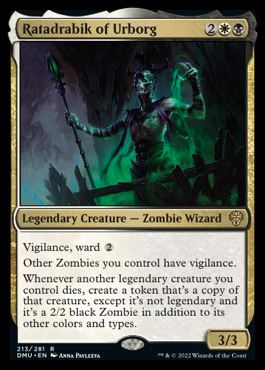 Ratadrabik of Urborg 2
Legendary Creature — Zombie Wizard
Vigilance, ward 2
Other Zombies you control have vigilance.
Whenever another legendary creature you
control dies, create a token that's a copy of
that creature, except it's not legendary and
it's a 2/2 black Zombie in addition to its
other colors and types.
3/3
213/281 R
DMU • EN Anna Pavleeva
™ & © 2022 Wizards of the Coast